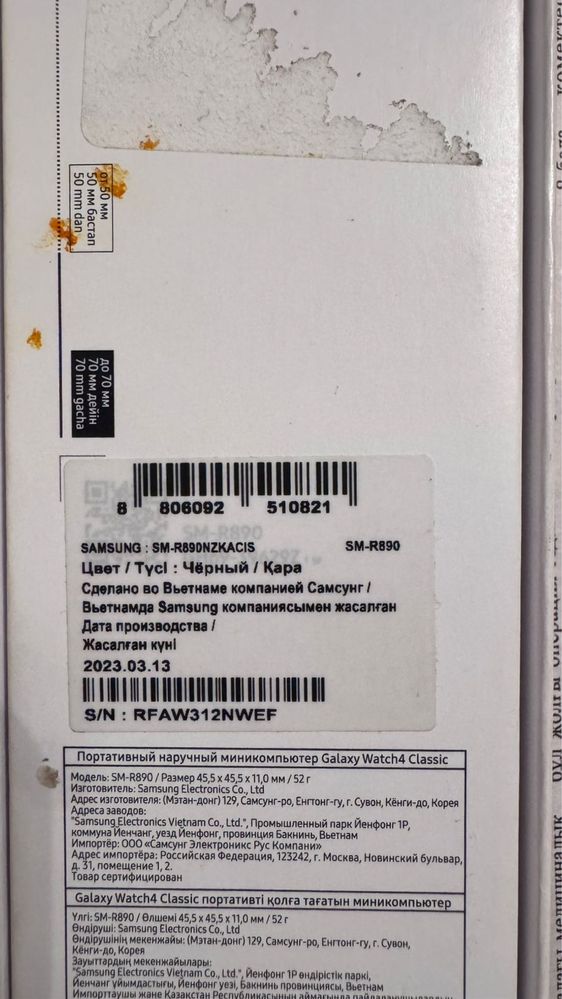 от 50 мм
50 мм бастап
50 mm dan
до 70 мм
70 мм дейін
70 mm gacha
8 806092 510821
SM-R890
SAMSUNG : SM-R890NZKACIS SM-R890
Цвет / Түсі : Чёрный / Қара
Сделано во Вьетнаме компанией Самсунг /
Вьетнамда Samsung компаниясымен жасалған
Дата производства /
Жасалған күні
2023.03.13
S/N : RFAW312NWEF
Портативный наручный миникомпьютер Galaxy Watch4 Classic
Модель: SM-R890 / Размер 45,5 x 45,5 x 11,0 мм / 52 г
Изготовитель: Samsung Electronics Co., Ltd
Адрес изготовителя: (Мэтан-донг) 129, Самсунг-ро, Енгтонг-гу, г. Сувон, Кёнги-до, Корея
Адреса заводов:
"Samsung Electronics Vietnam Co., Ltd.", Промышленный парк Йенфонг 1Р,
коммуна Йенчанг, уезд Йенфонг, провинция Бакнинь, Вьетнам
Импортёр: ООО «Самсунг Электроникс Рус Компани»
Адрес импортёра: Российская Федерация, 123242, г. Москва, Новинский бульвар,
д. 31, помещение 1, 2.
Товар сертифицирован
Galaxy Watch4 Classic портативті қолға тағатын миникомпьютер
Үлгі: SM-R890 / Өлшемі 45,5 x 45,5 x 11,0 мм / 52 г
Өндіруші: Samsung Electronics Co., Ltd
Өндірушінің мекенжайы: (Мэтан-донг) 129, Самсунг-ро, Енгтонг-гу, г. Сувон,
Кёнги-до, Корея
Зауыттардың мекенжайлары:
"Samsung Electronics Vietnam Co., Ltd.", Йенфонг 1Р өндірістік паркі,
Йенчанг ұйымдастығы, Йенфонг уезі, Бакнинь провинциясы, Вьетнам
Импорттаушы және Қазақстан Республикасының аймағында